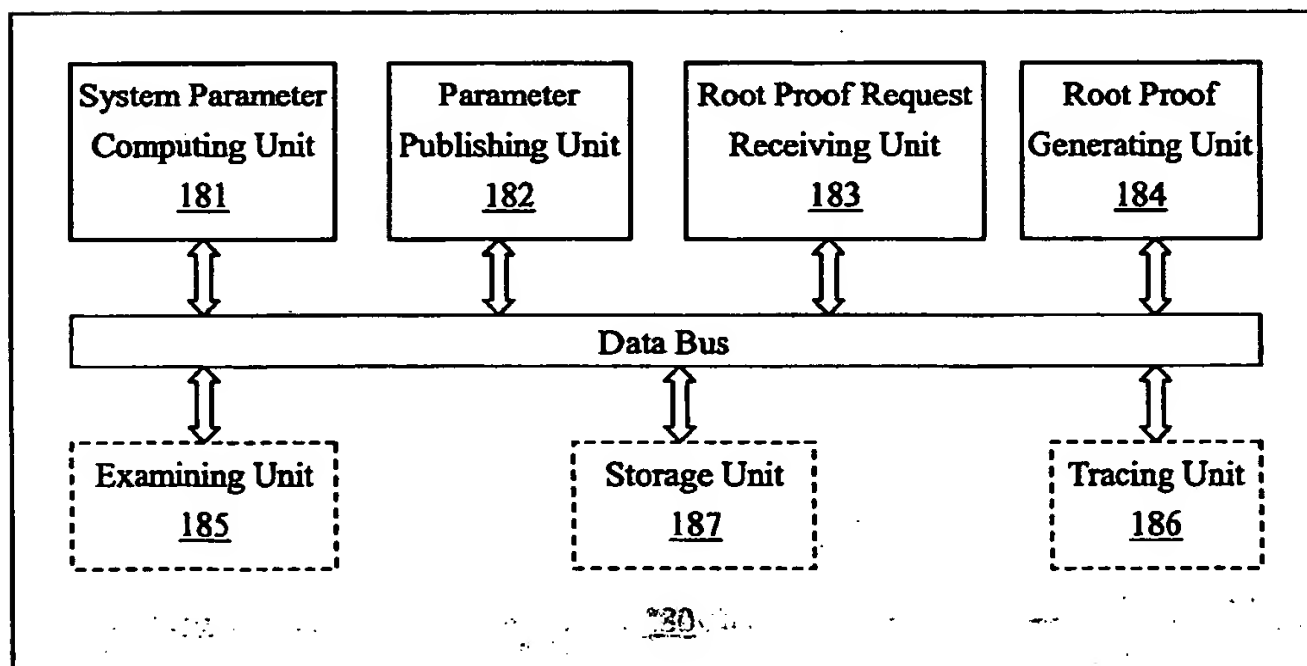 System Parameter
Computing Unit
181
Parameter
Publishing Unit
182
Root Proof Request
Receiving Unit
183
Root Proof
Generating Unit
184
Data Bus
Examining Unit
185
Storage Unit
187
Tracing Unit
186